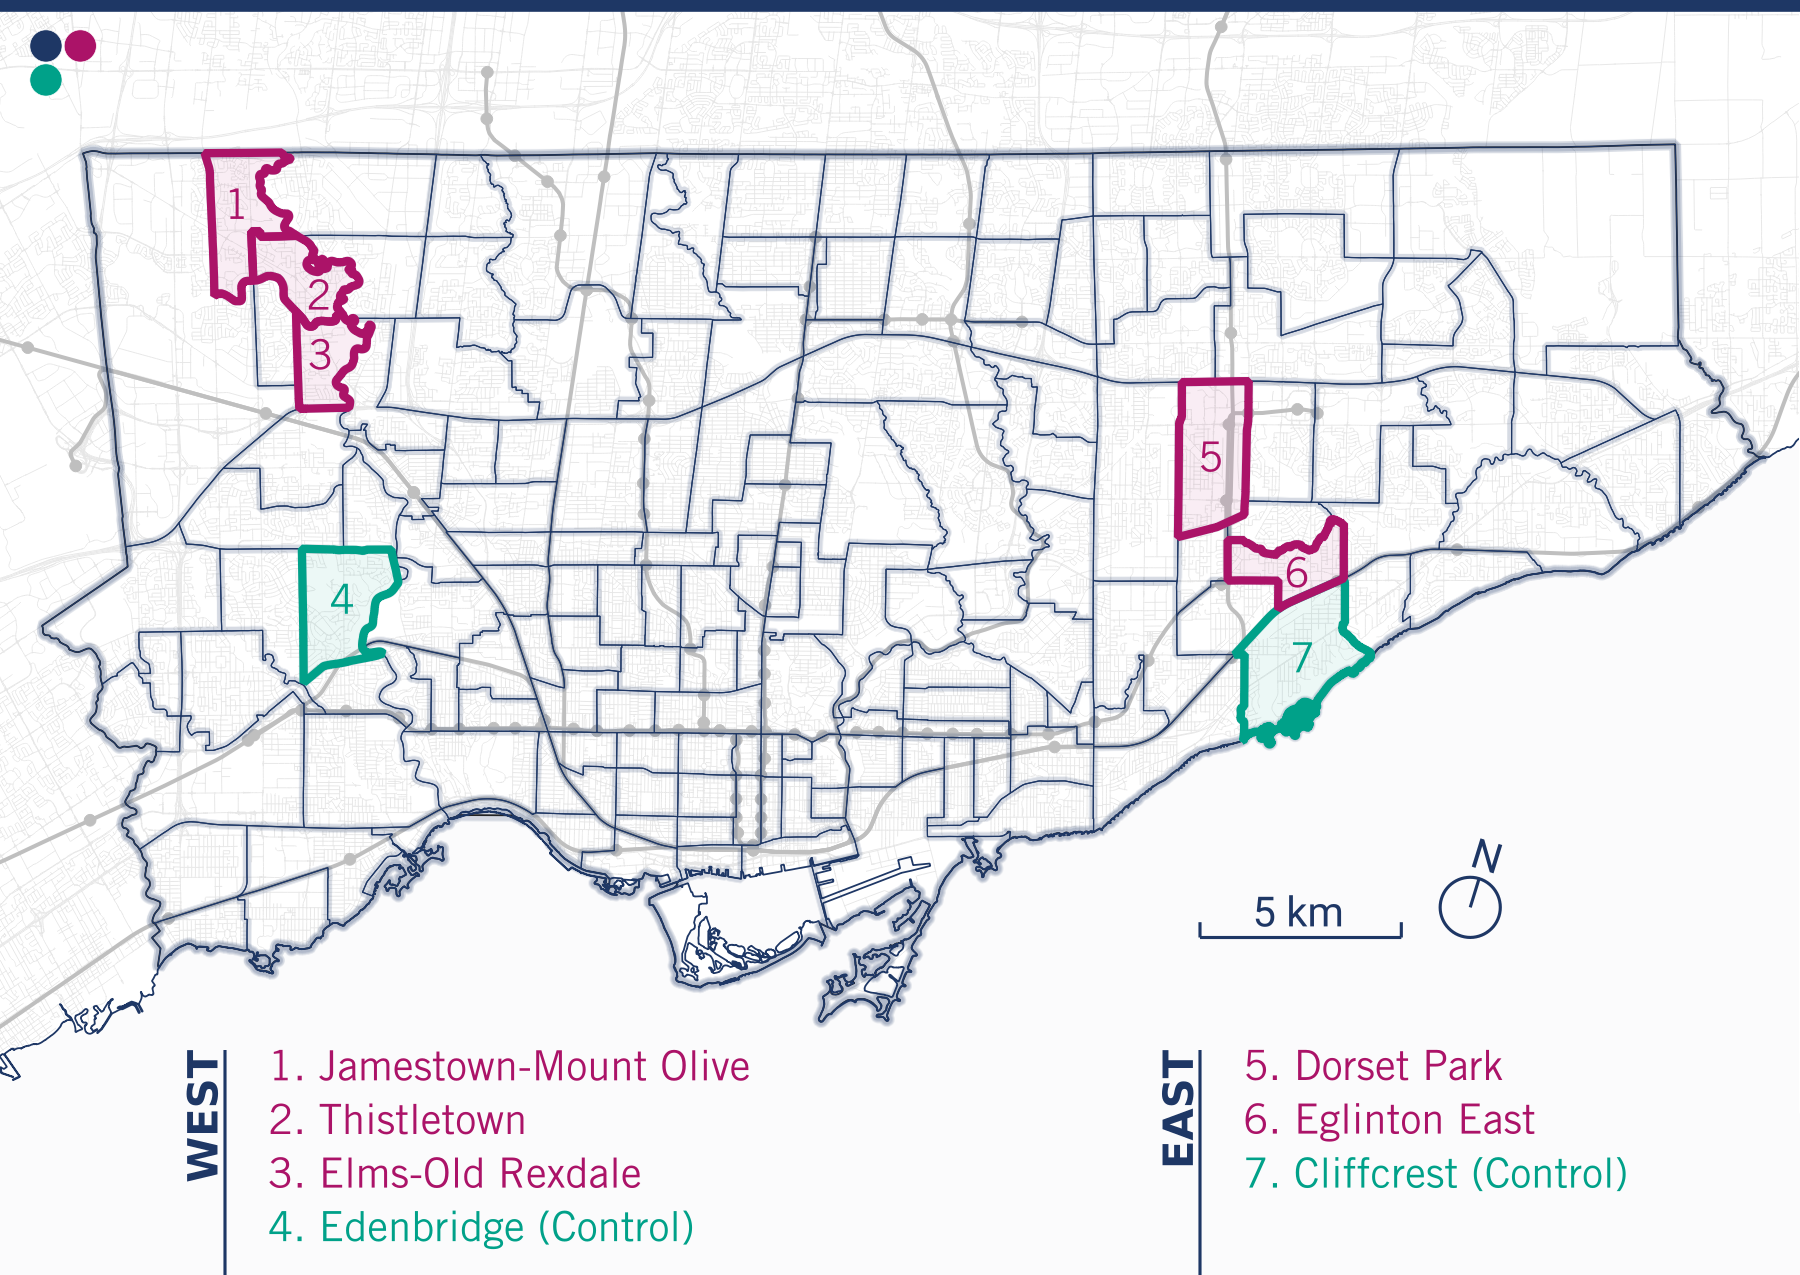 1
2
3
4
5
6
7
N
5 km
WEST
1. Jamestown-Mount Olive
2. Thistletown
3. Elms-Old Rexdale
4. Edenbridge (Control)
EAST
5. Dorset Park
6. Eglinton East
7. Cliffcrest (Control)